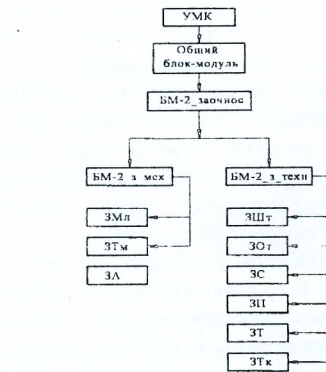 УМК
Общий
блок-модуль
БМ-2_заочное
БМ-2_з_мех
БМ-2_з_техн
ЗМл
ЗШт
ЗТм
ЗОт
ЗА
ЗС
ЗП
ЗТ
ЗТк